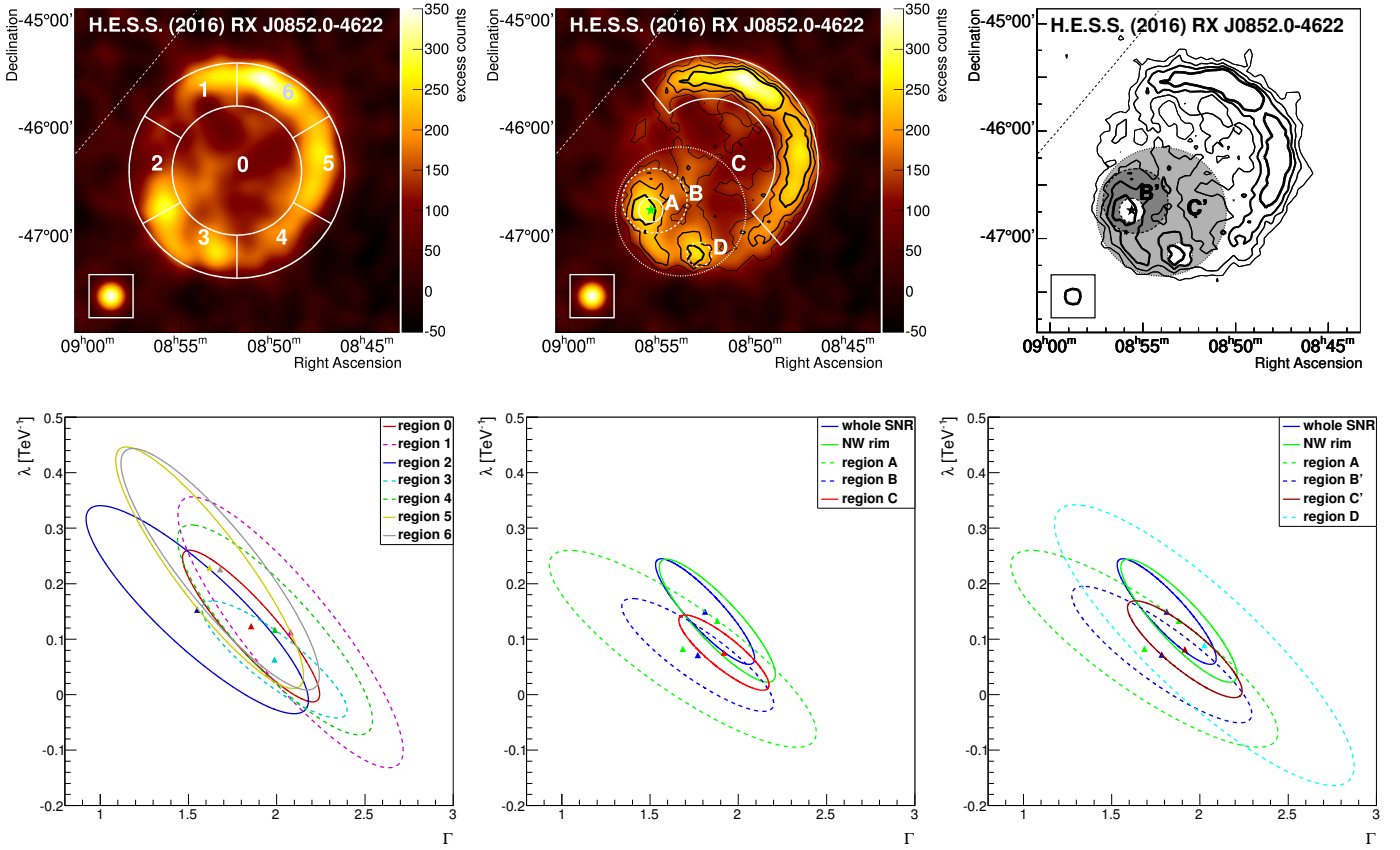 H.E.S.S. (2016) RX J0852.0-4622
Declination
-45°00'
-46°00'
-47°00'
1
6
2
0
5
3
4
09h00m
08h55m
08h50m
08h45m
Right Ascension
350
300
250
200
150
100
50
0
-50
excess counts
H.E.S.S. (2016) RX J0852.0-4622
Declination
-45°00'
-46°00'
-47°00'
C
B
A
D
09h00m
08h55m
08h50m
08h45m
Right Ascension
350
300
250
200
150
100
50
0
-50
excess counts
H.E.S.S. (2016) RX J0852.0-4622
Declination
-45°00'
-46°00'
-47°00'
B'
C'
09h00m
08h55m
08h50m
08h45m
Right Ascension
λ [TeV-1]
0.5
0.4
0.3
0.2
0.1
0
-0.1
-0.2
1
1.5
2
2.5
3
Γ
region 0
region 1
region 2
region 3
region 4
region 5
region 6
λ [TeV-1]
0.5
0.4
0.3
0.2
0.1
0
-0.1
-0.2
1
1.5
2
2.5
3
Γ
whole SNR
NW rim
region A
region B
region C
λ [TeV-1]
0.5
0.4
0.3
0.2
0.1
0
-0.1
-0.2
1
1.5
2
2.5
3
Γ
whole SNR
NW rim
region A
region B'
region C'
region D